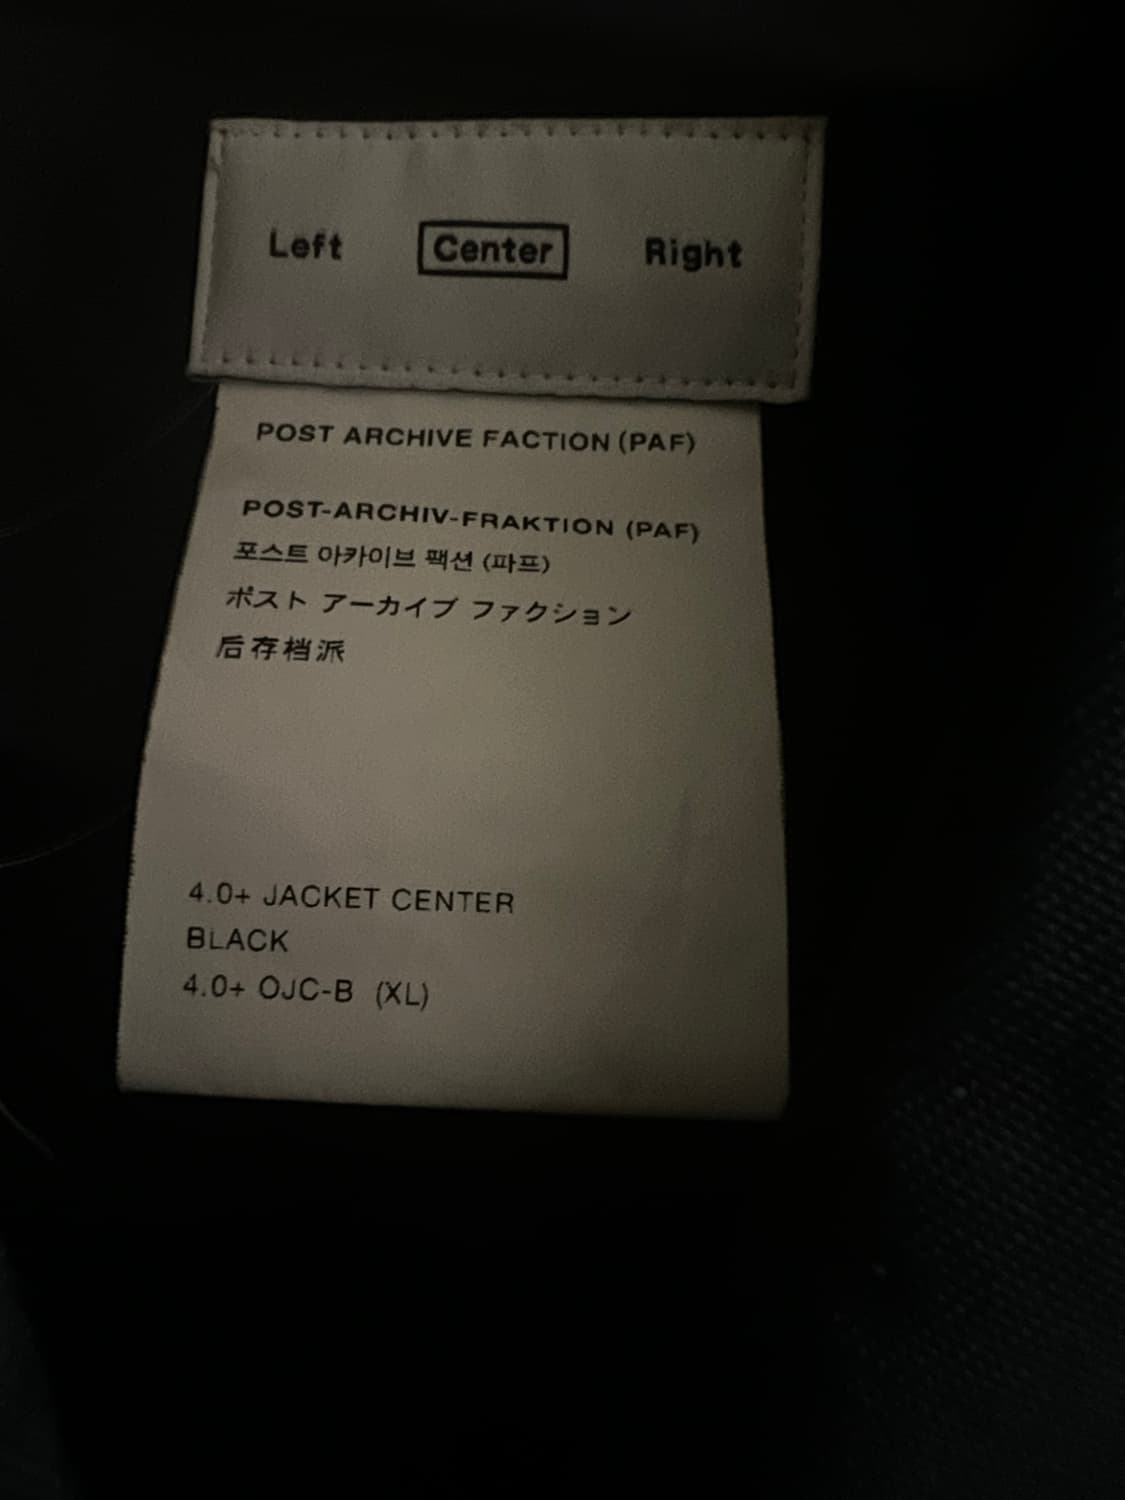 Left Center Right
POST ARCHIVE FACTION (PAF)
POST-ARCHIV-FRAKTION (PAF)
포스트 아카이브 팩션 (파프)
ポスト アーカイブ ファクション
后存档派
4.0+ JACKET CENTER
BLACK
4.0+ OJC-B (XL)